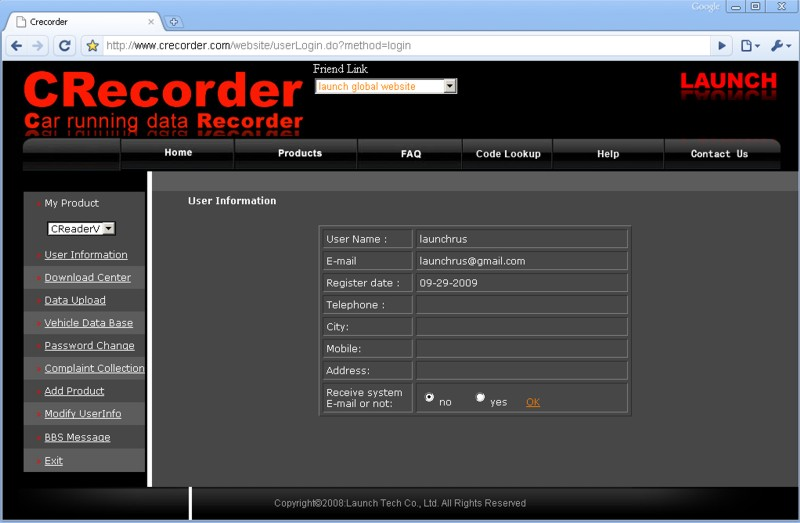 Google
Crecorder
http://www.crecorder.com/website/userLogin.do?method=login
Friend Link
launch global website
CRecorder
Car running data Recorder
LAUNCH
Home Products FAQ Code Lookup Help Contact Us
My Product
CReaderV
User Information
Download Center
Data Upload
Vehicle Data Base
Password Change
Complaint Collection
Add Product
Modify UserInfo
BBS Message
Exit
User Information
User Name : launchrus
E-mail launchrus@gmail.com
Register date : 09-29-2009
Telephone :
City:
Mobile:
Address:
Receive system
E-mail or not: no yes OK
Copyright©2008:Launch Tech Co., Ltd. All Rights Reserved